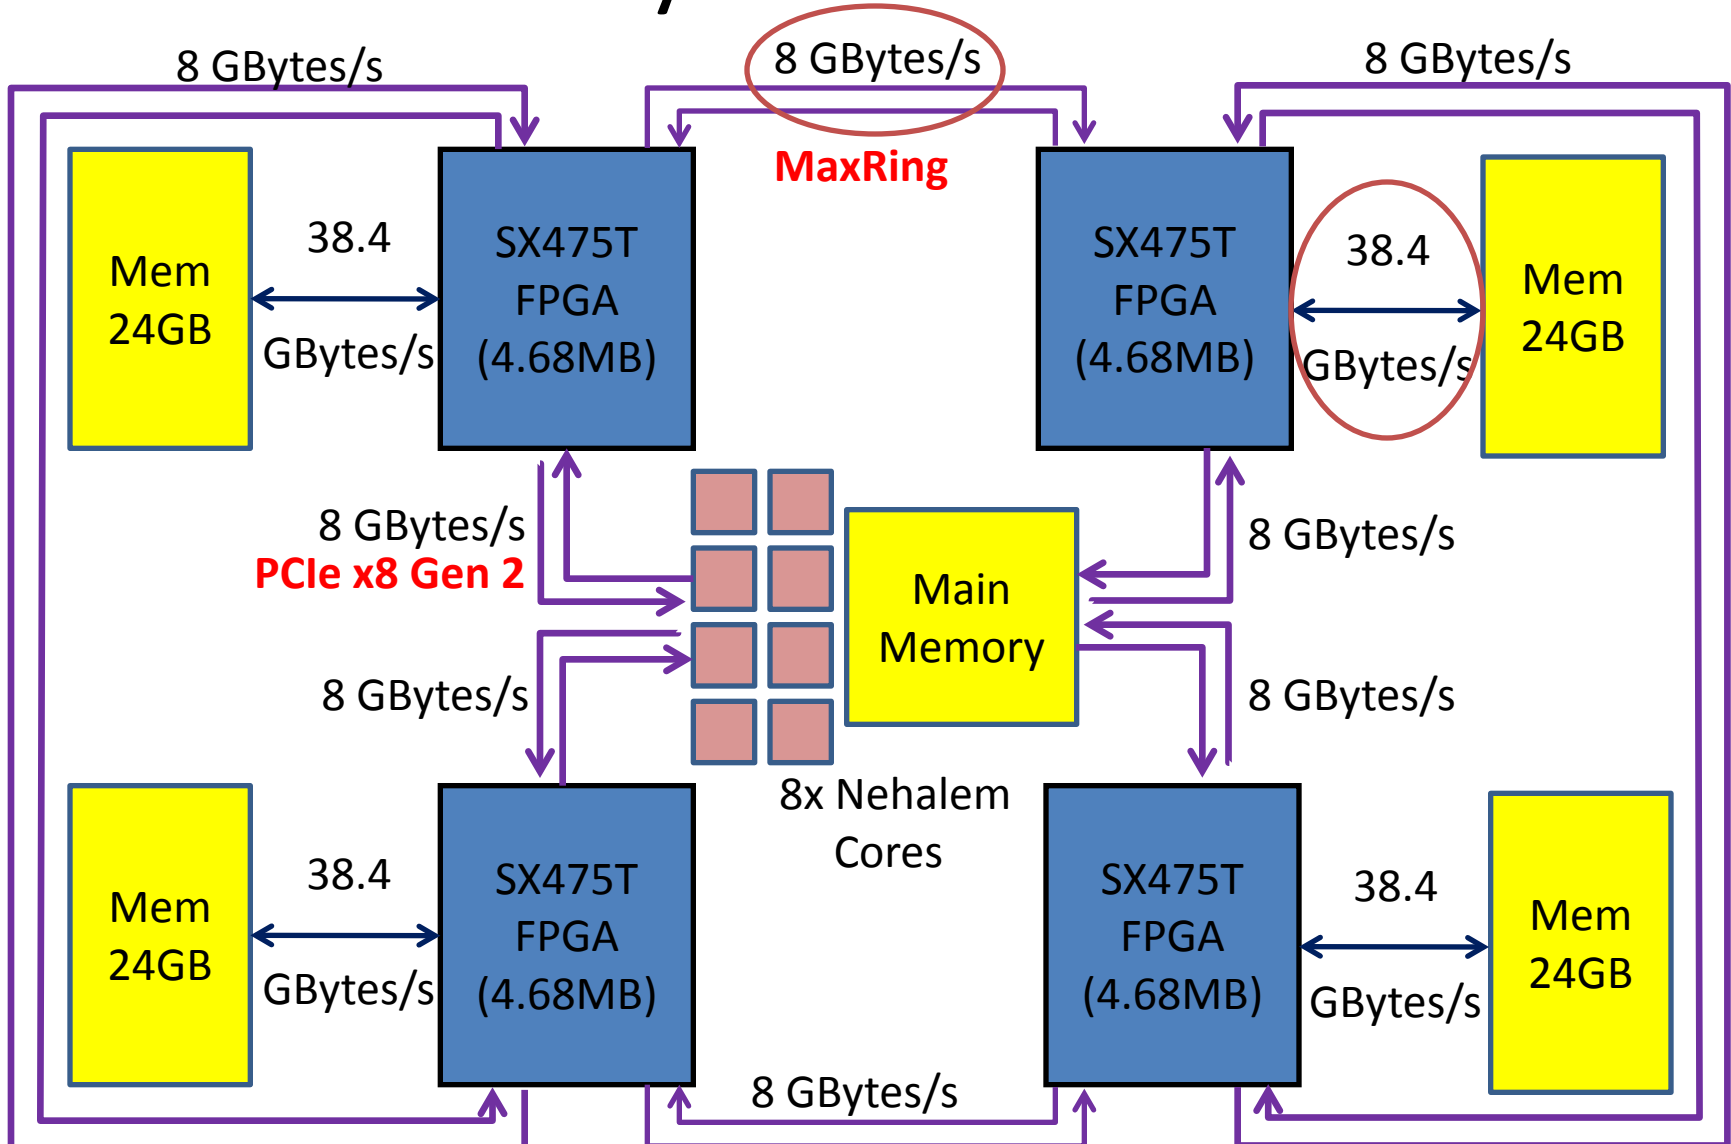 8 GBytes/s
8 GBytes/s
8 GBytes/s
MaxRing
Mem
24GB
38.4
GBytes/s
SX475T
FPGA
(4.68MB)
SX475T
FPGA
(4.68MB)
38.4
GBytes/s
Mem
24GB
8 GBytes/s
PCIe x8 Gen 2
8 GBytes/s
Main
Memory
8 GBytes/s
8 GBytes/s
8x Nehalem
Cores
Mem
24GB
38.4
GBytes/s
SX475T
FPGA
(4.68MB)
SX475T
FPGA
(4.68MB)
38.4
GBytes/s
Mem
24GB
8 GBytes/s